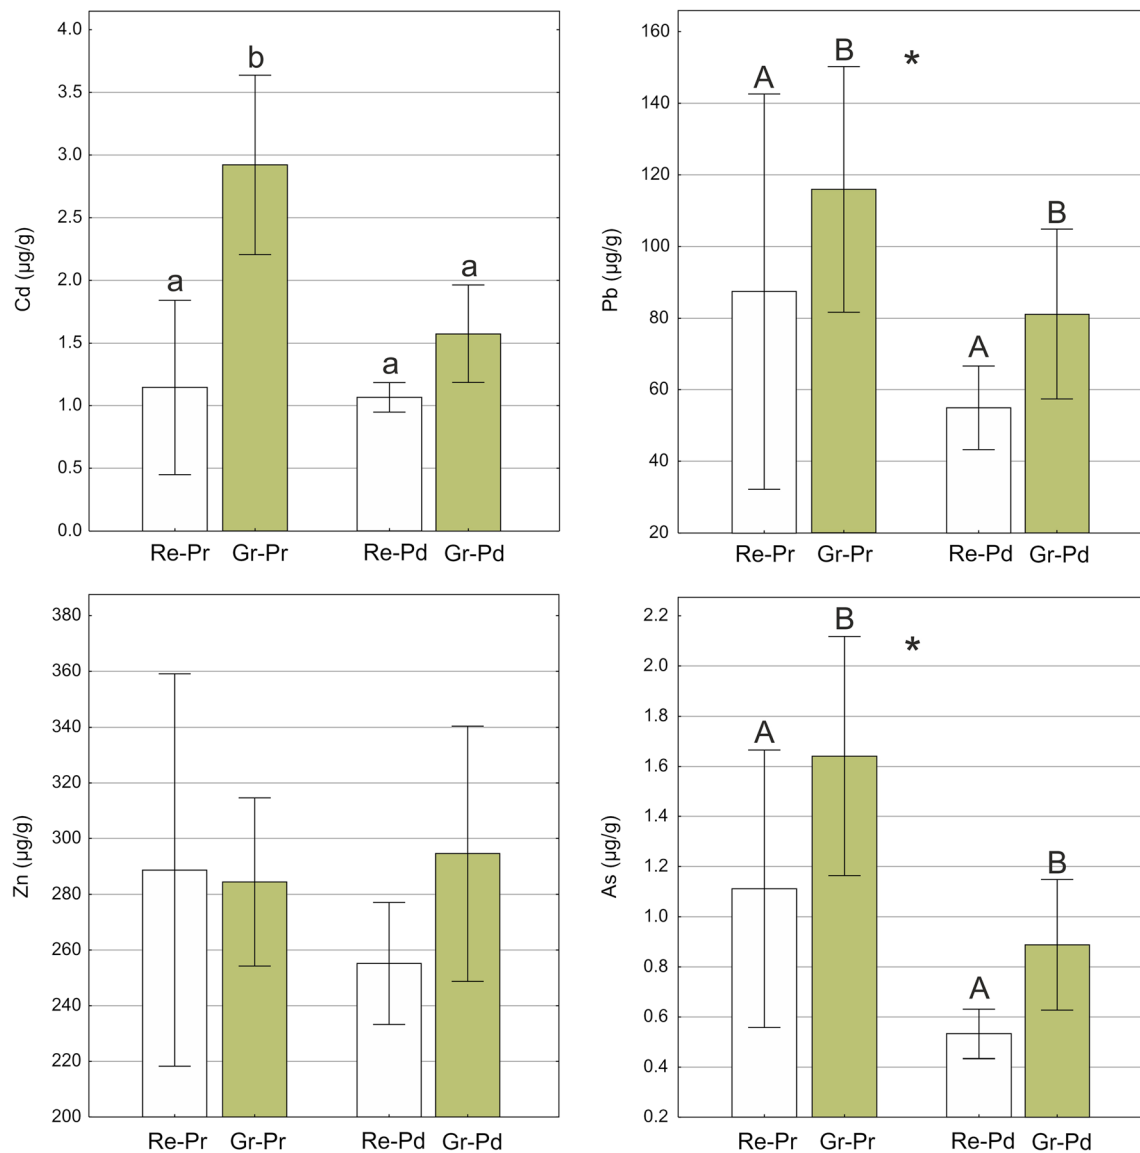 4.0
3.5
3.0
2.5
2.0
1.5
1.0
0.5
0.0
Cd (µg/g)
a
b
a
a
Re-Pr Gr-Pr Re-Pd Gr-Pd
160
140
120
100
80
60
40
20
Pb (µg/g)
A
B
*
A
B
Re-Pr Gr-Pr Re-Pd Gr-Pd
380
360
340
320
300
280
260
240
220
200
Zn (µg/g)
Re-Pr Gr-Pr Re-Pd Gr-Pd
2.2
2.0
1.8
1.6
1.4
1.2
1.0
0.8
0.6
0.4
0.2
As (µg/g)
A
B
*
A
B
Re-Pr Gr-Pr Re-Pd Gr-Pd